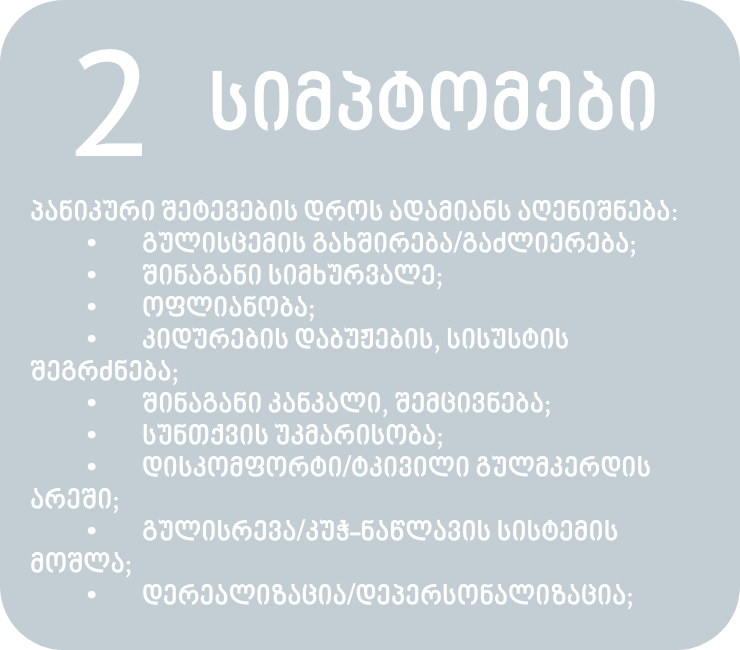 2 სიმპტომები
პანიკური შეტევების დროს ადამიანს აღენიშნება:
• გულისცემის გახშირება/გაძლიერება;
• შინაგანი სიმხურვალე;
• ოფლიანობა;
• კიდურების დაბუჟების, სისუსტის
შეგრძნება;
• შინაგანი კანკალი, შემცივნება;
• სუნთქვის უკმარისობა;
• დისკომფორტი/ტკივილი გულმკერდის
არეში;
• გულისრევა/კუჭ-ნაწლავის სისტემის
მოშლა;
• დერეალიზაცია/დეპერსონალიზაცია;